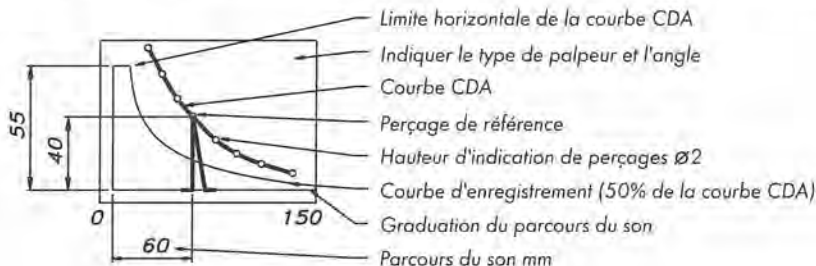 Limite horizontale de la courbe CDA
Indiquer le type de palpeur et l'angle
Courbe CDA
Perçage de référence
Hauteur d'indication de perçages Ø2
Courbe d'enregistrement (50% de la courbe CDA)
Graduation du parcours du son
Parcours du son mm
55
40
0
150
60